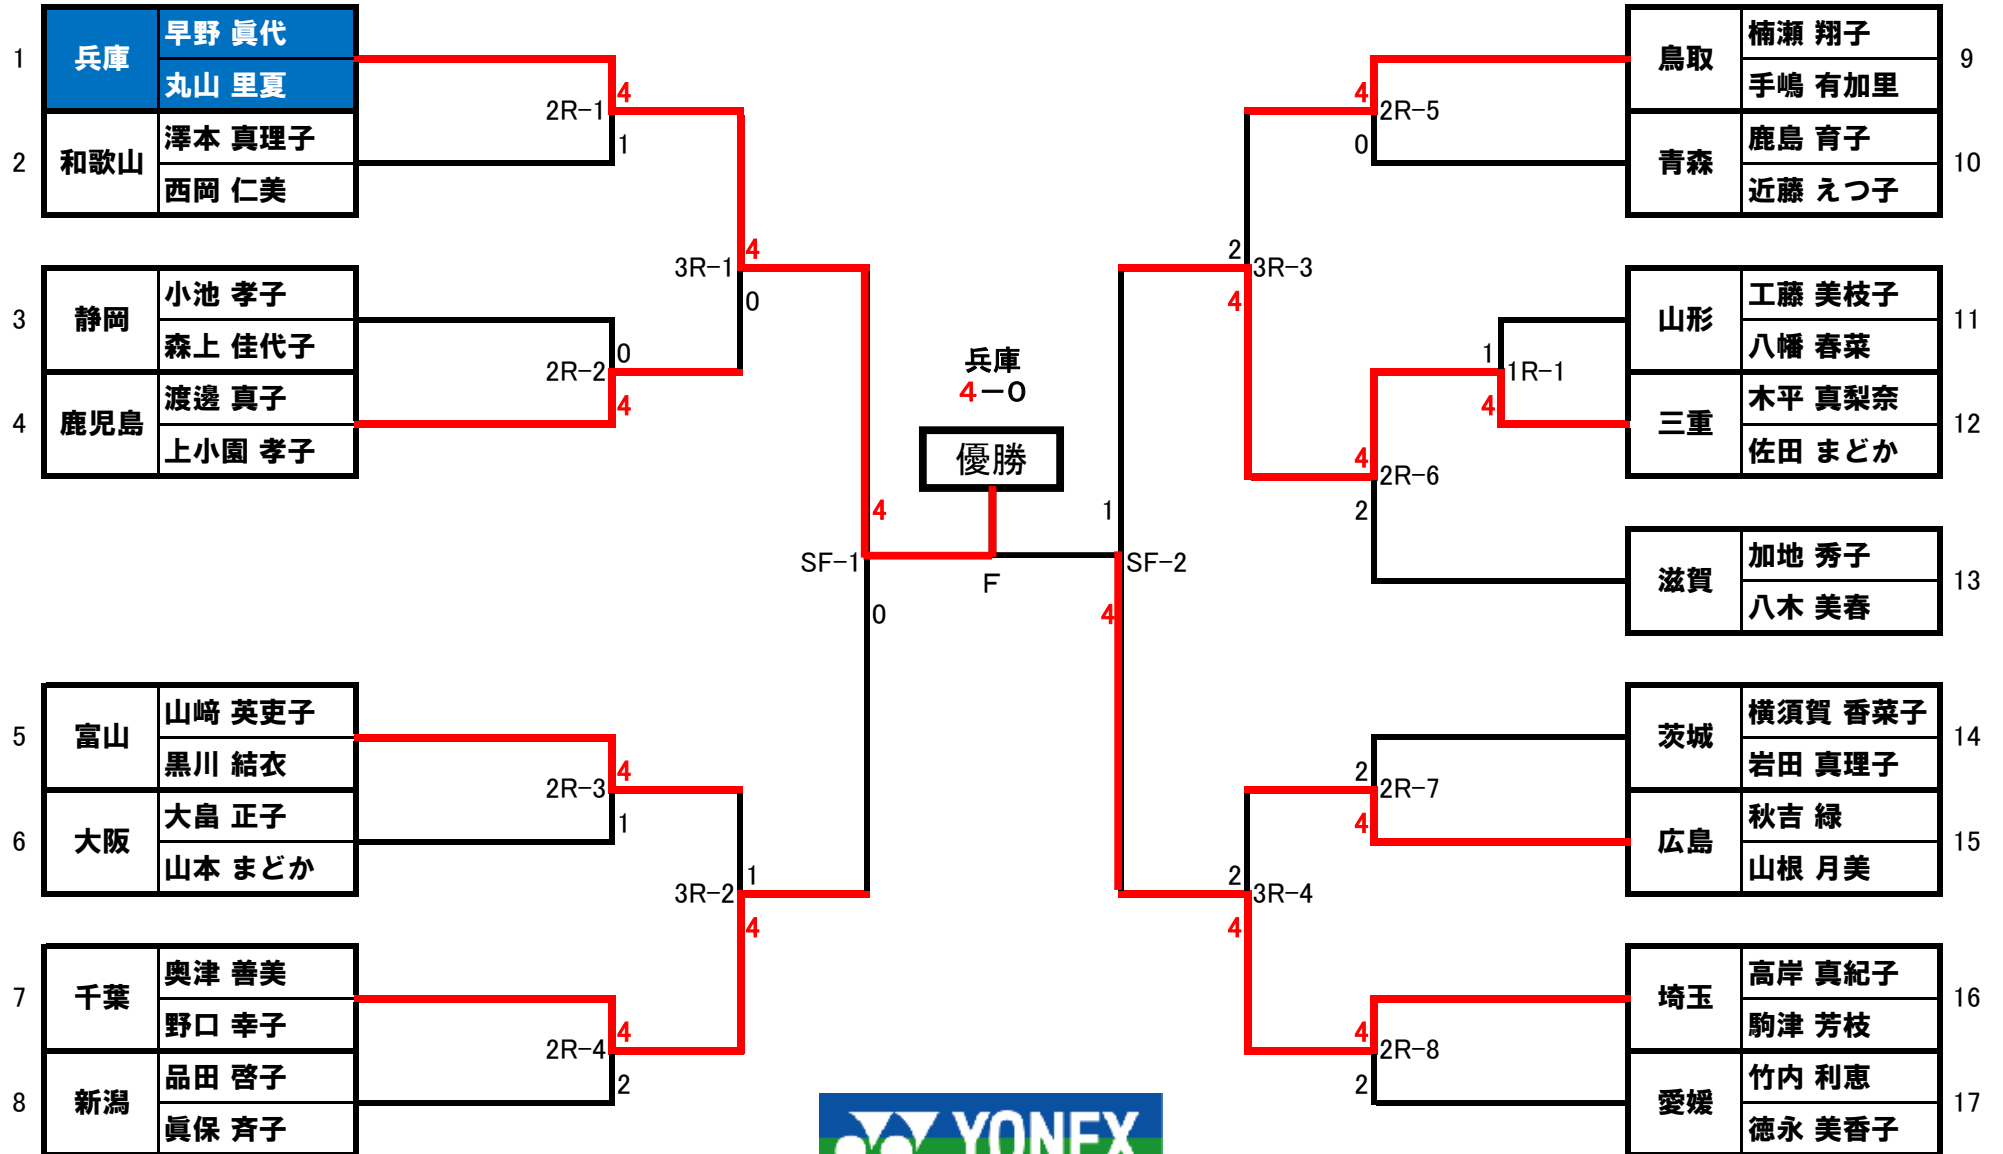 1
兵庫
早野 眞代
丸山 里夏
2
和歌山
澤本 真理子
西岡 仁美
2R-1
4
1
3
静岡
小池 孝子
森上 佳代子
4
鹿児島
渡邊 真子
上小園 孝子
2R-2
0
4
3R-1
4
0
5
富山
山﨑 英吏子
黒川 結衣
6
大阪
大畠 正子
山本 まどか
2R-3
4
1
7
千葉
奥津 善美
野口 幸子
8
新潟
品田 啓子
眞保 斉子
2R-4
4
2
3R-2
1
4
SF-1
4
0
兵庫
4-0
優勝
F
SF-2
1
4
9
鳥取
楠瀬 翔子
手嶋 有加里
10
青森
鹿島 育子
近藤 えつ子
2R-5
4
0
3R-3
2
4
11
山形
工藤 美枝子
八幡 春菜
12
三重
木平 真梨奈
佐田 まどか
1R-1
1
4
13
滋賀
加地 秀子
八木 美春
2R-6
4
2
14
茨城
横須賀 香菜子
岩田 真理子
15
広島
秋吉 緑
山根 月美
2R-7
2
4
3R-4
2
4
16
埼玉
高岸 真紀子
駒津 芳枝
17
愛媛
竹内 利恵
徳永 美香子
2R-8
4
2
YONEX